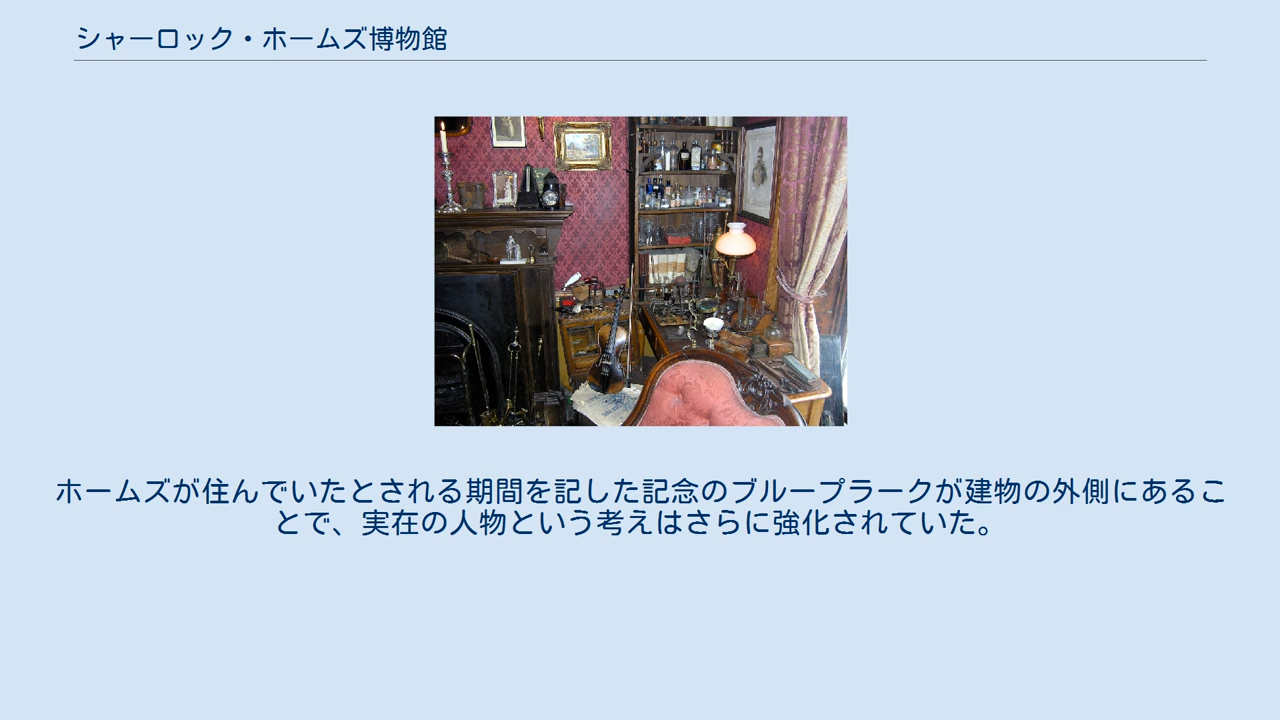 シャーロック・ホームズ博物館
ホームズが住んでいたとされる期間を記した記念のブループラークが建物の外側にあるこ
とで、実在の人物という考えはさらに強化されていた。